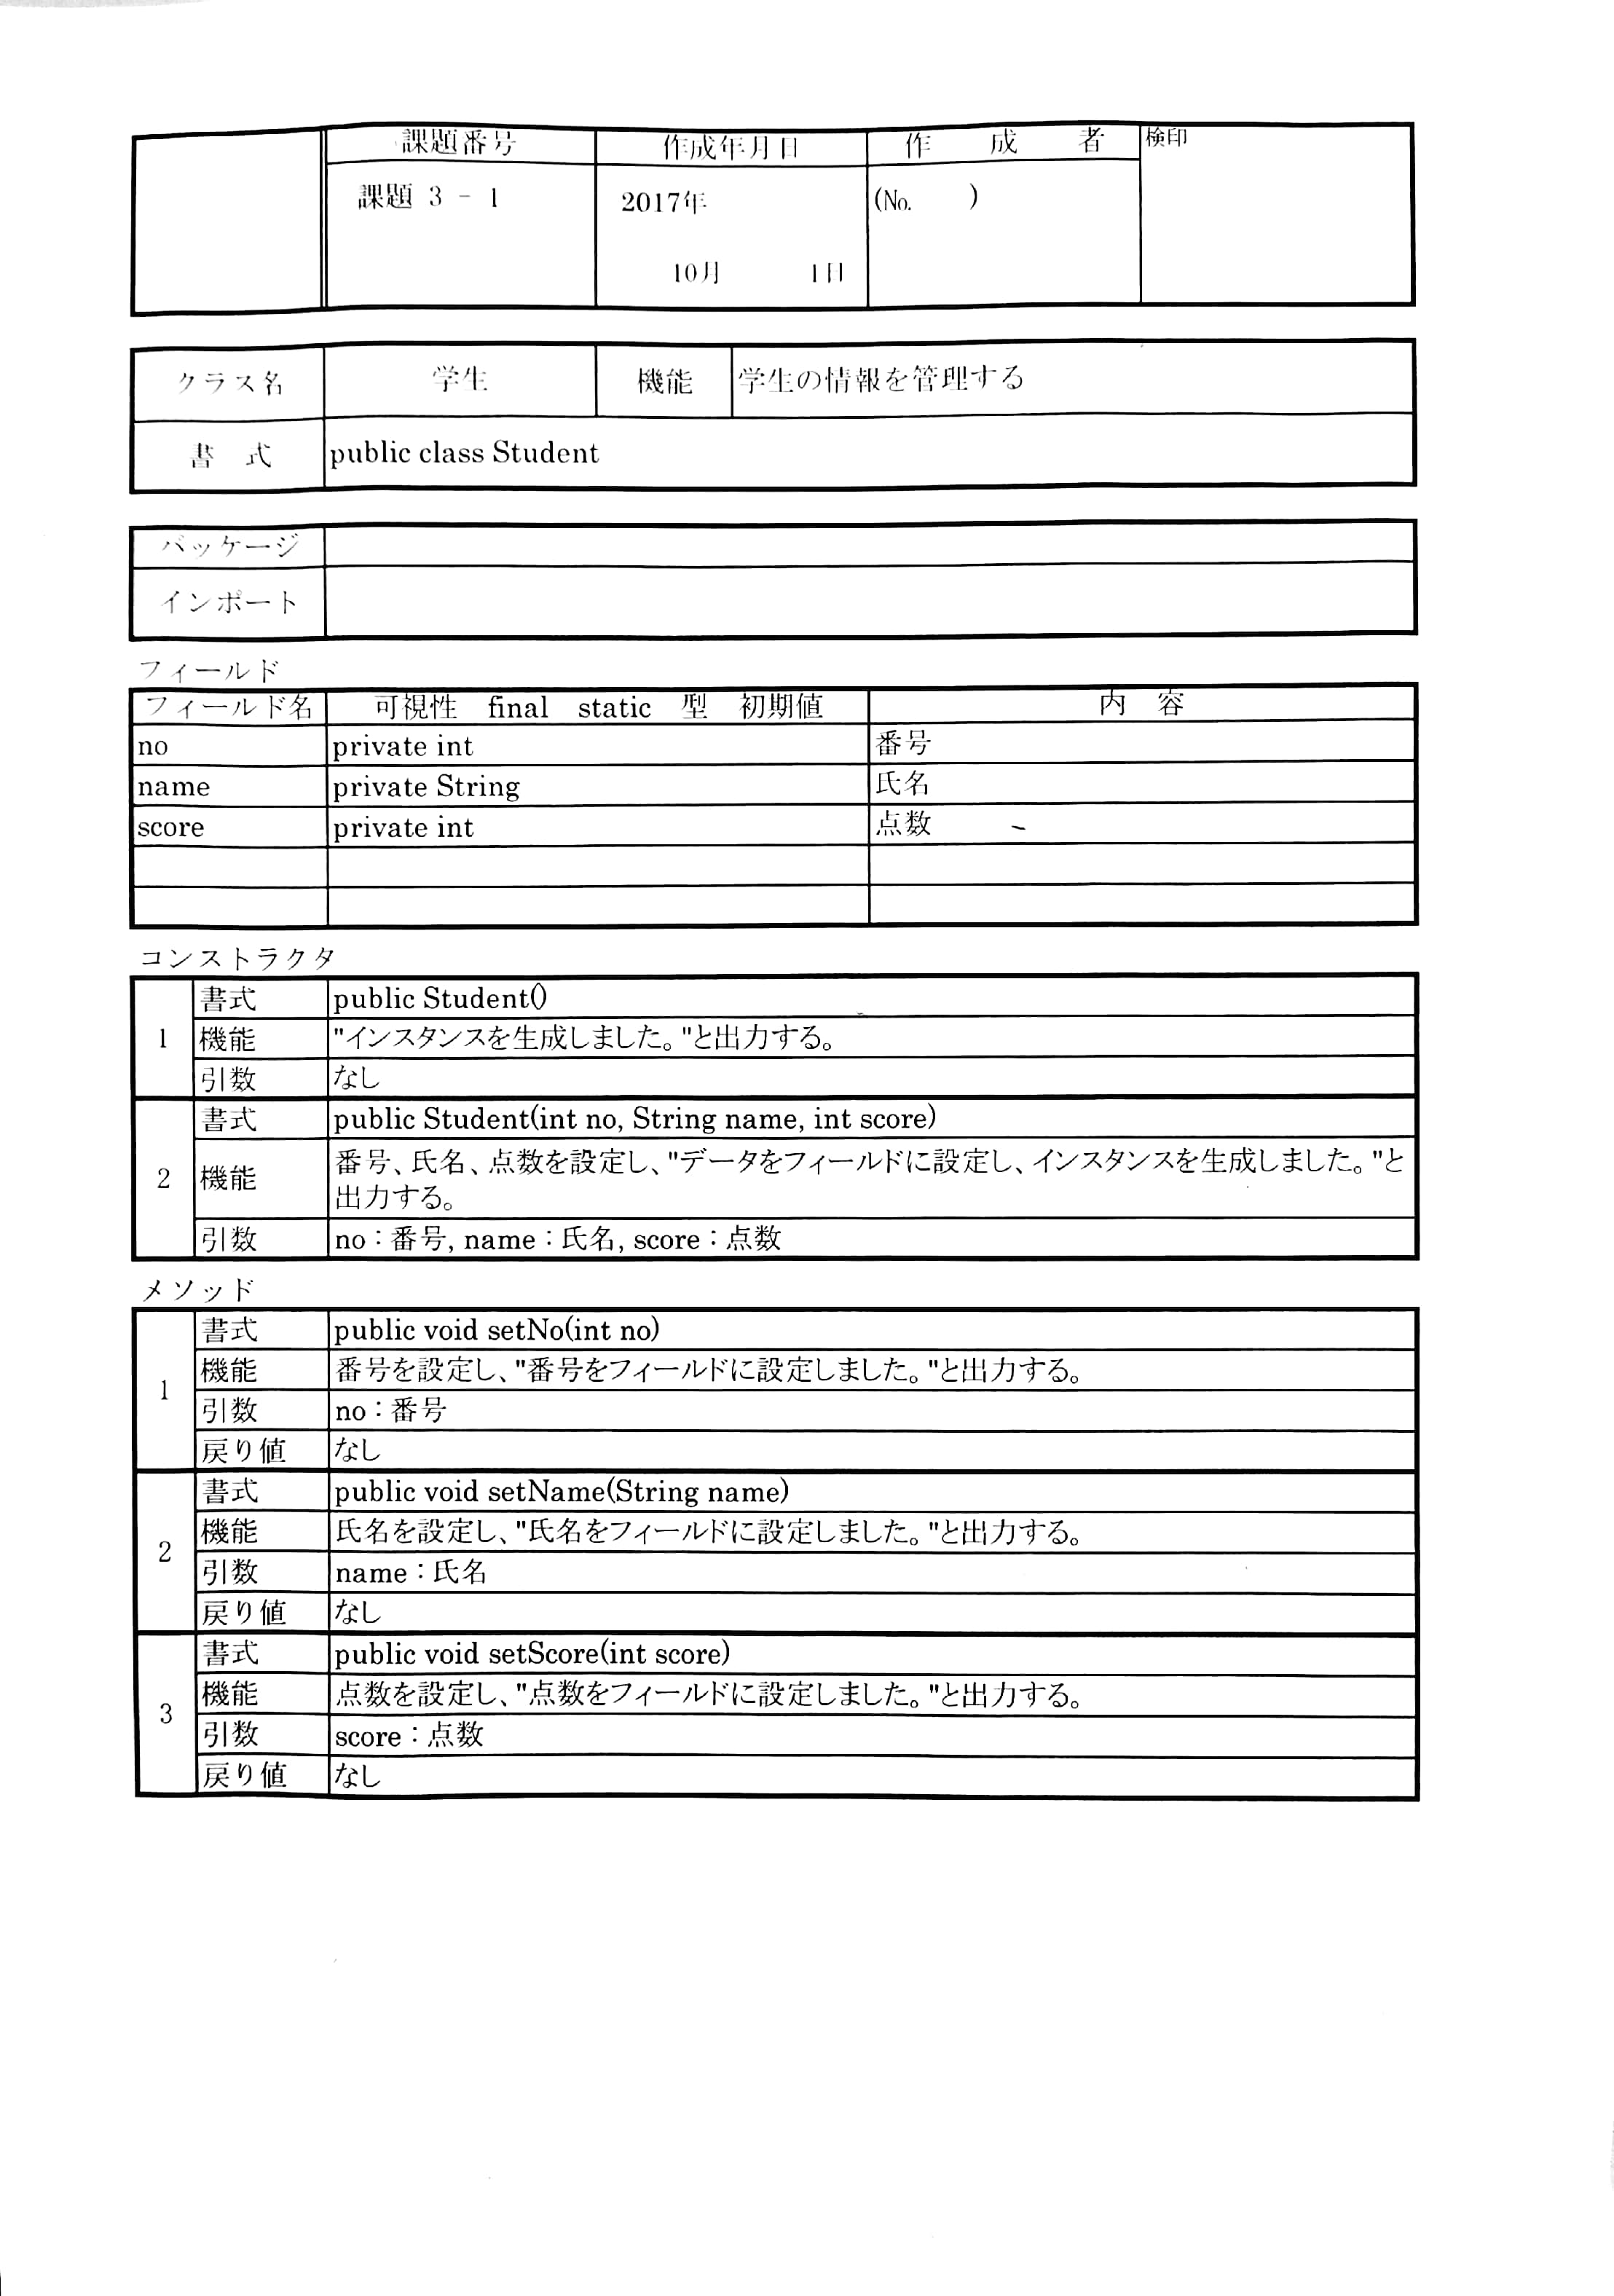 課題番号 作成年月日 作 成 者 検印
課題 3 - 1 2017年 (No. )
10月 1日
クラス名 学生 機能 学生の情報を管理する
書 式 public class Student
パッケージ
インポート
フィールド
フィールド名 可視性 final static 型 初期値 内 容
no private int 番号
name private String 氏名
score private int 点数
コンストラクタ
1
書式 public Student()
機能 "インスタンスを生成しました。"と出力する。
引数 なし
2
書式 public Student(int no, String name, int score)
機能 番号、氏名、点数を設定し、"データをフィールドに設定し、インスタンスを生成しました。"と
出力する。
引数 no：番号, name：氏名, score：点数
メソッド
1
書式 public void setNo(int no)
機能 番号を設定し、"番号をフィールドに設定しました。"と出力する。
引数 no：番号
戻り値 なし
2
書式 public void setName(String name)
機能 氏名を設定し、"氏名をフィールドに設定しました。"と出力する。
引数 name：氏名
戻り値 なし
3
書式 public void setScore(int score)
機能 点数を設定し、"点数をフィールドに設定しました。"と出力する。
引数 score：点数
戻り値 なし